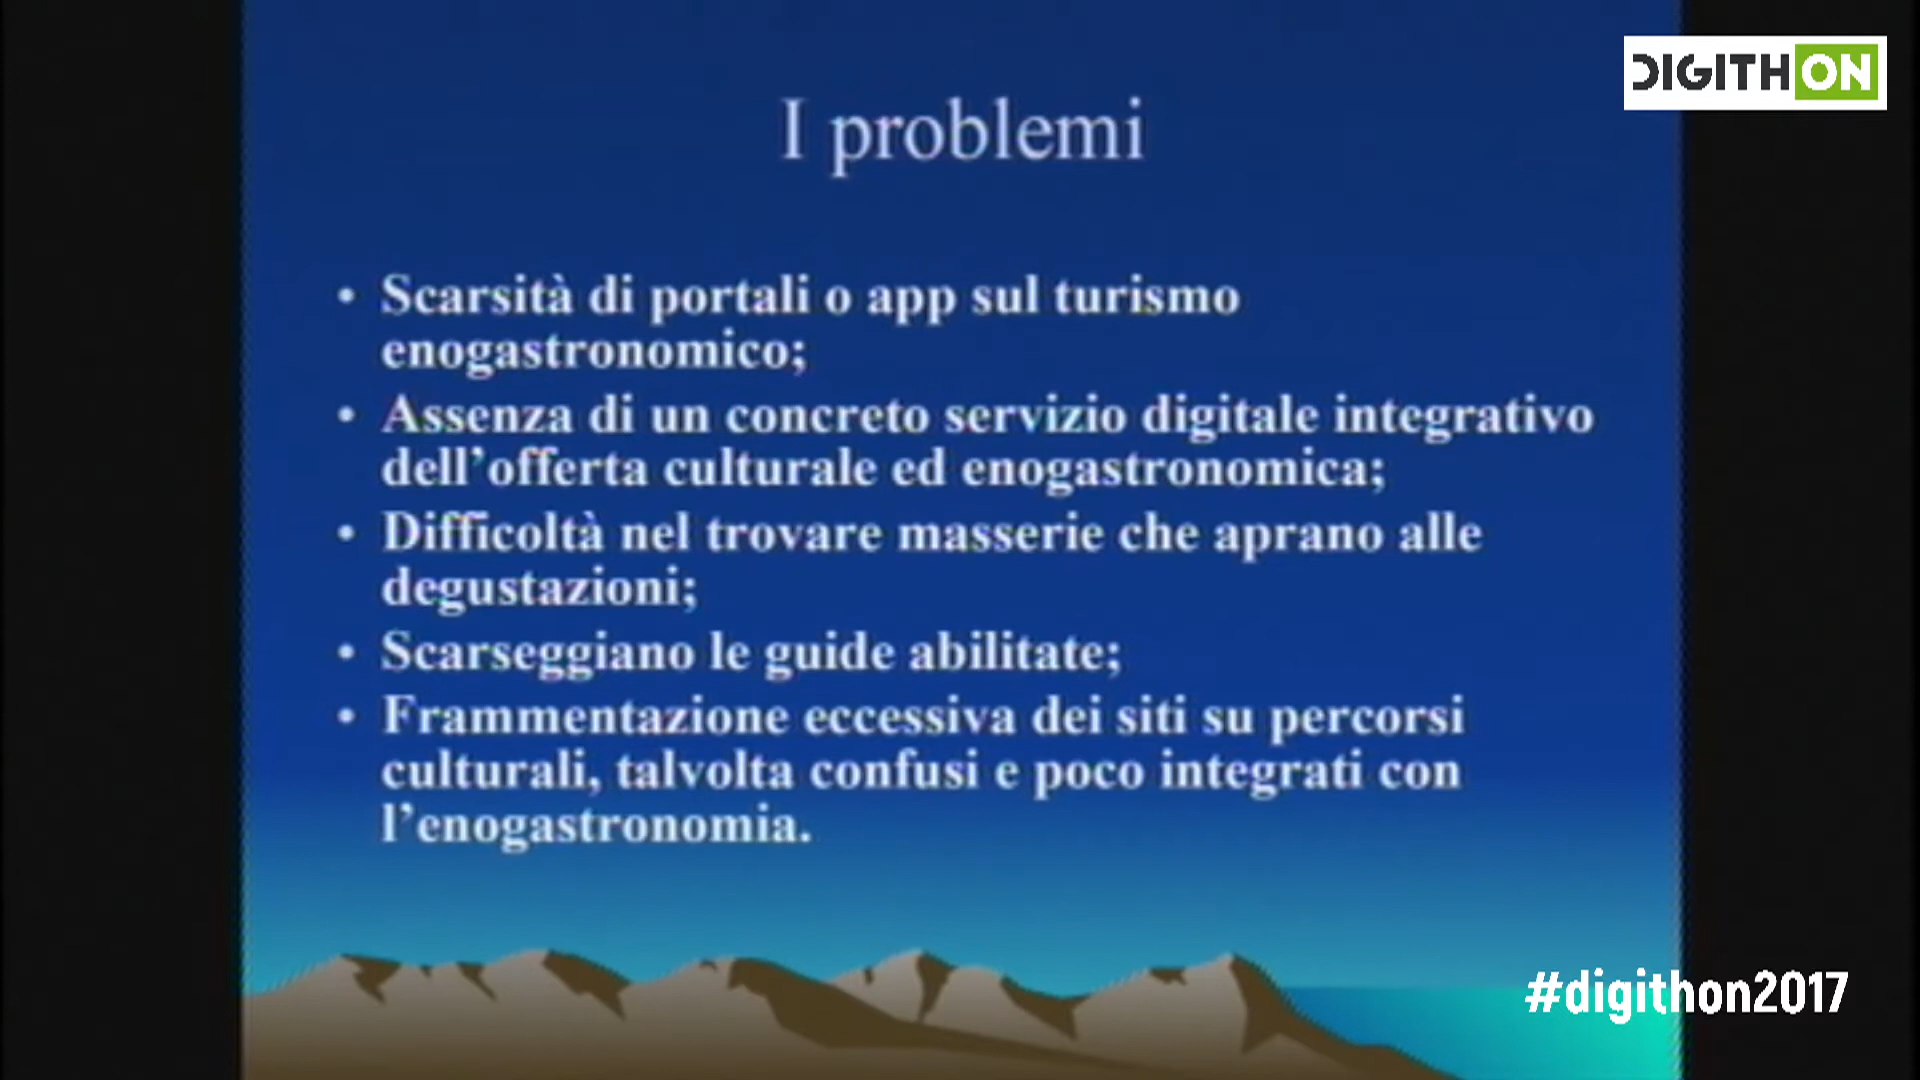 DIGITHON
I problemi
• Scarsità di portali o app sul turismo
enogastronomico;
• Assenza di un concreto servizio digitale integrativo
dell’offerta culturale ed enogastronomica;
• Difficoltà nel trovare masserie che aprano alle
degustazioni;
• Scarseggiano le guide abilitate;
• Frammentazione eccessiva dei siti su percorsi
culturali, talvolta confusi e poco integrati con
l’enogastronomia.
#digithon2017